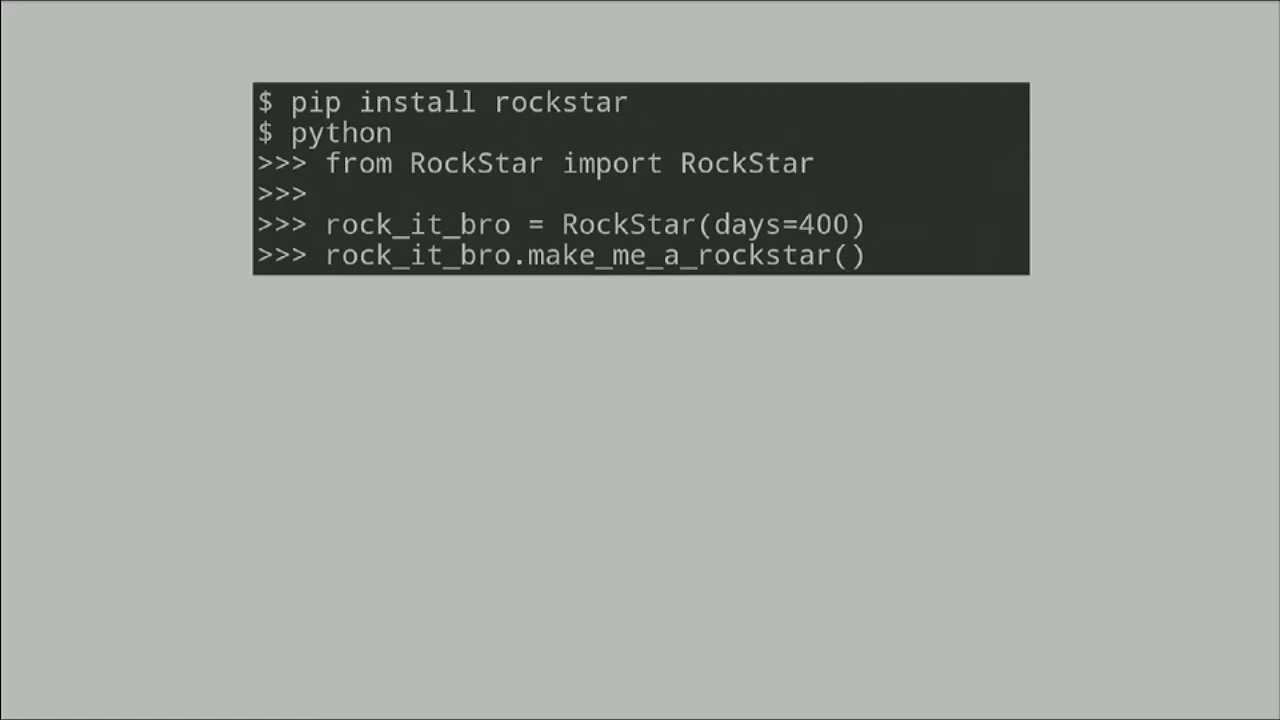 $ pip install rockstar
$ python
>>> from RockStar import RockStar
>>>
>>> rock_it_bro = RockStar(days=400)
>>> rock_it_bro.make_me_a_rockstar()